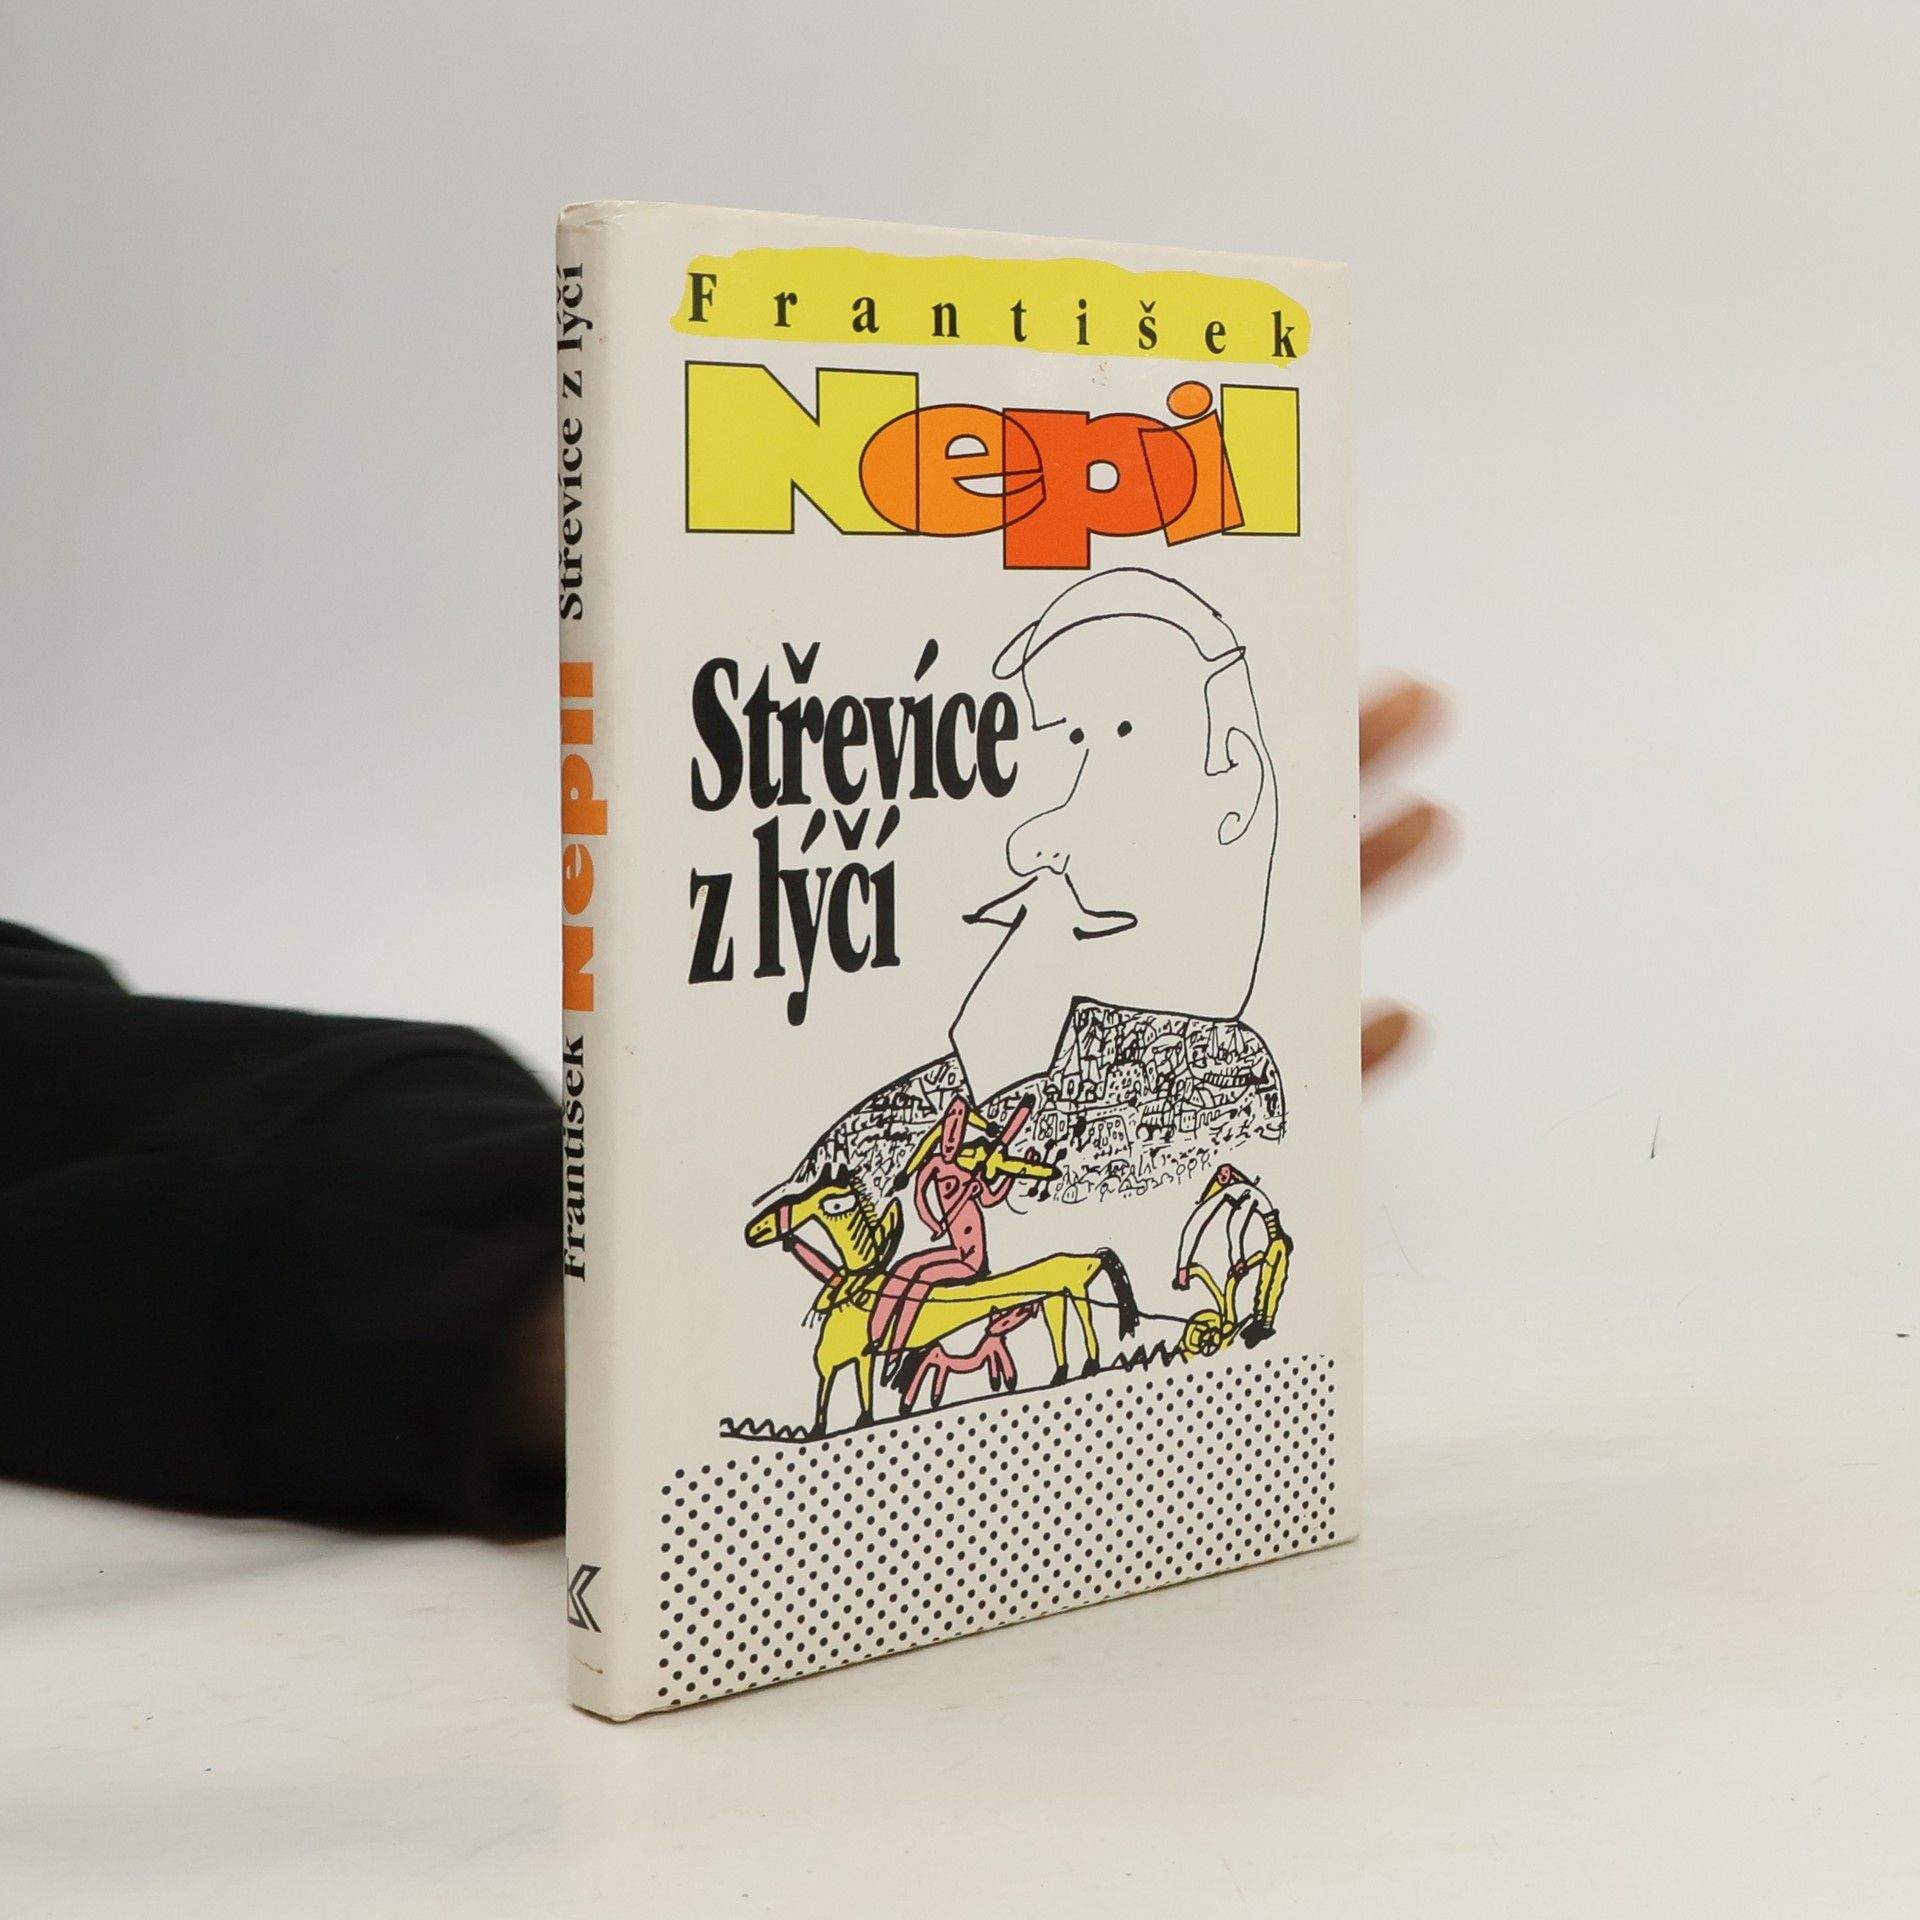 František
Nepil
Střevíce
z lýčí
František Nepil Střevíce z lýčí
K